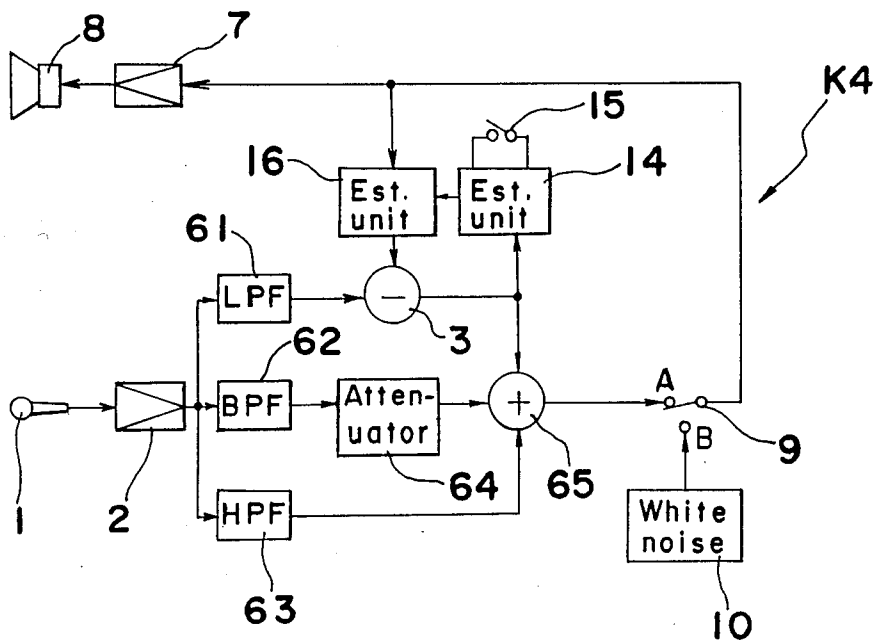 8
7
K4
15
16
14
Est.
unit
Est.
unit
61
LPF
−
3
62
A
1
2
BPF
Atten-
uator
+
9
B
64
65
HPF
White
noise
63
10